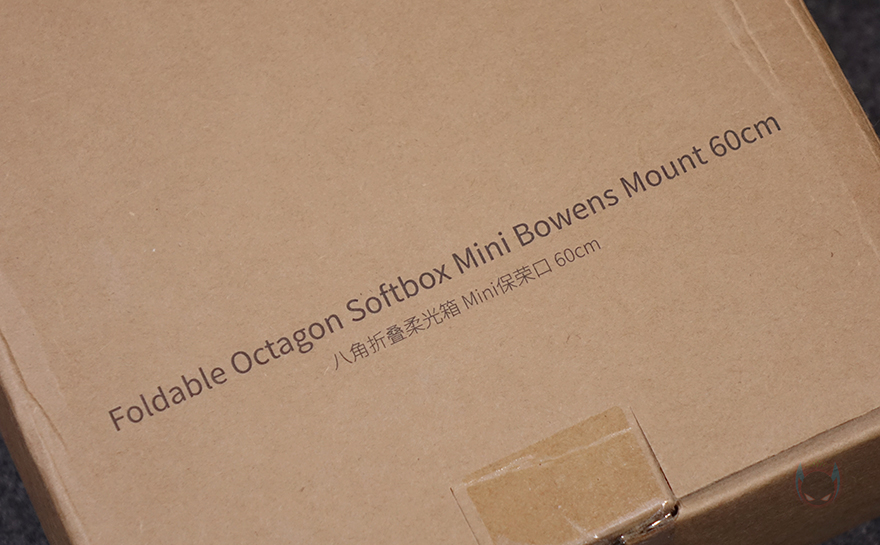 Foldable Octagon Softbox Mini Bowens Mount 60cm
八角折叠柔光箱 Mini保荣口 60cm